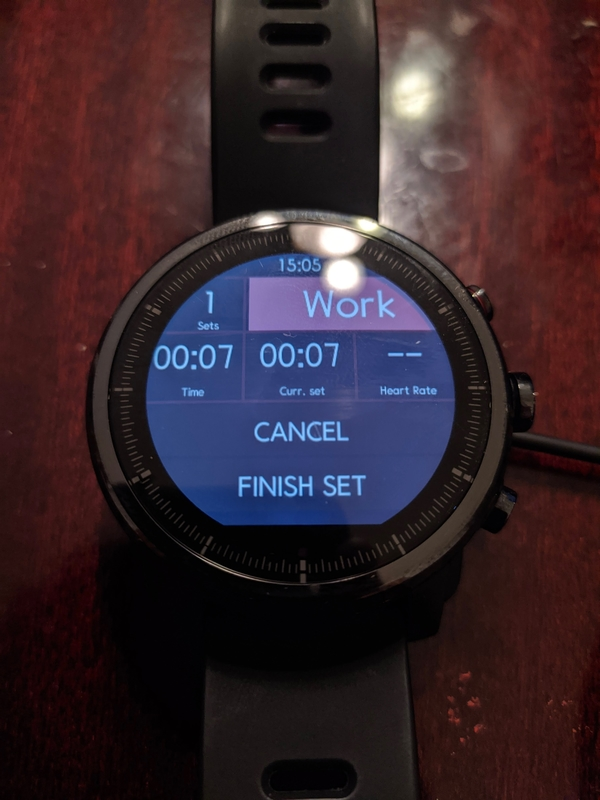 15:05
1 Work
Sets
00:07 00:07 --
Time Curr. set Heart Rate
CANCEL
FINISH SET